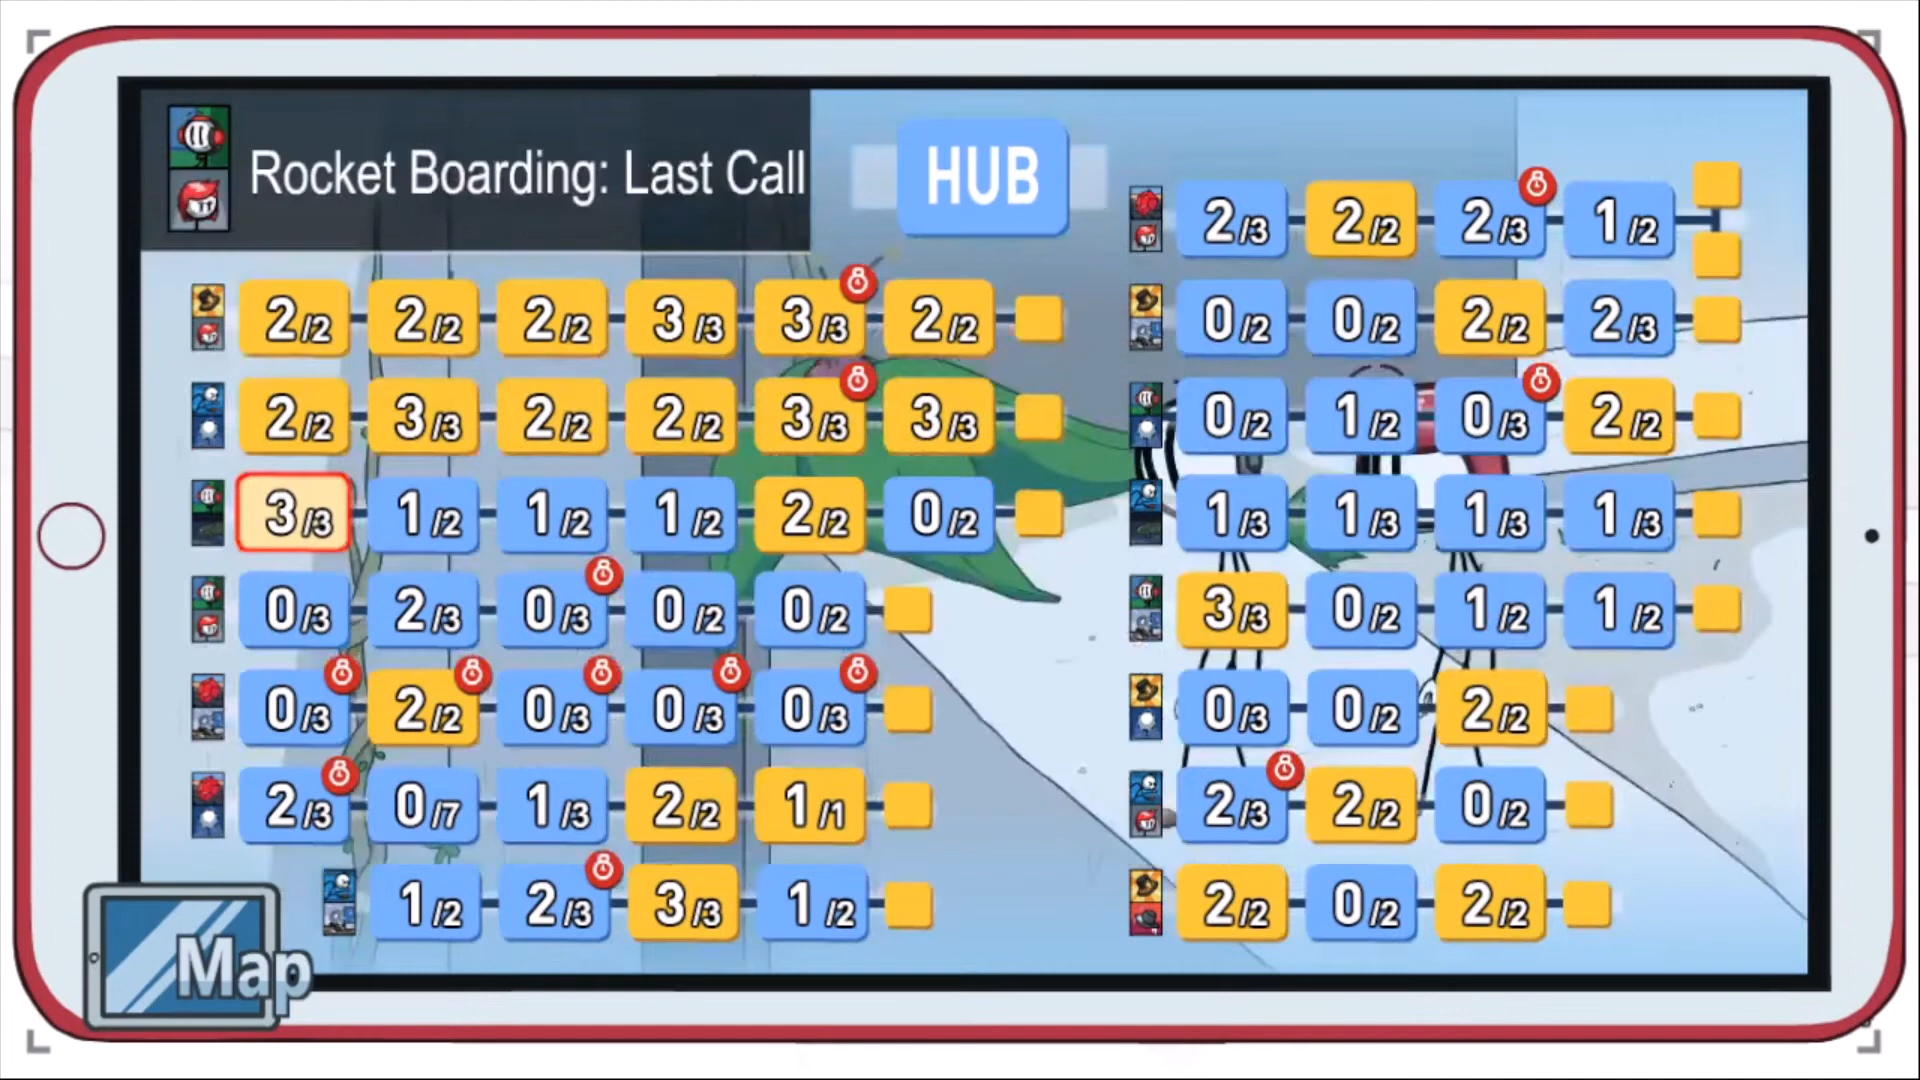 Rocket Boarding: Last Call
HUB
2/2 2/2 2/2 3/3 3/3 2/2
2/2 3/3 2/2 2/2 3/3 3/3
3/3 1/2 1/2 1/2 2/2 0/2
0/3 2/3 0/3 0/2 0/2
0/3 2/2 0/3 0/3 0/3
2/3 0/7 1/3 2/2 1/1
1/2 2/3 3/3 1/2
2/3 2/2 2/3 1/2
0/2 0/2 2/2 2/3
0/2 1/2 0/3 2/2
1/3 1/3 1/3 1/3
3/3 0/2 1/2 1/2
0/3 0/2 2/2
2/3 2/2 0/2
2/2 0/2 2/2
Map